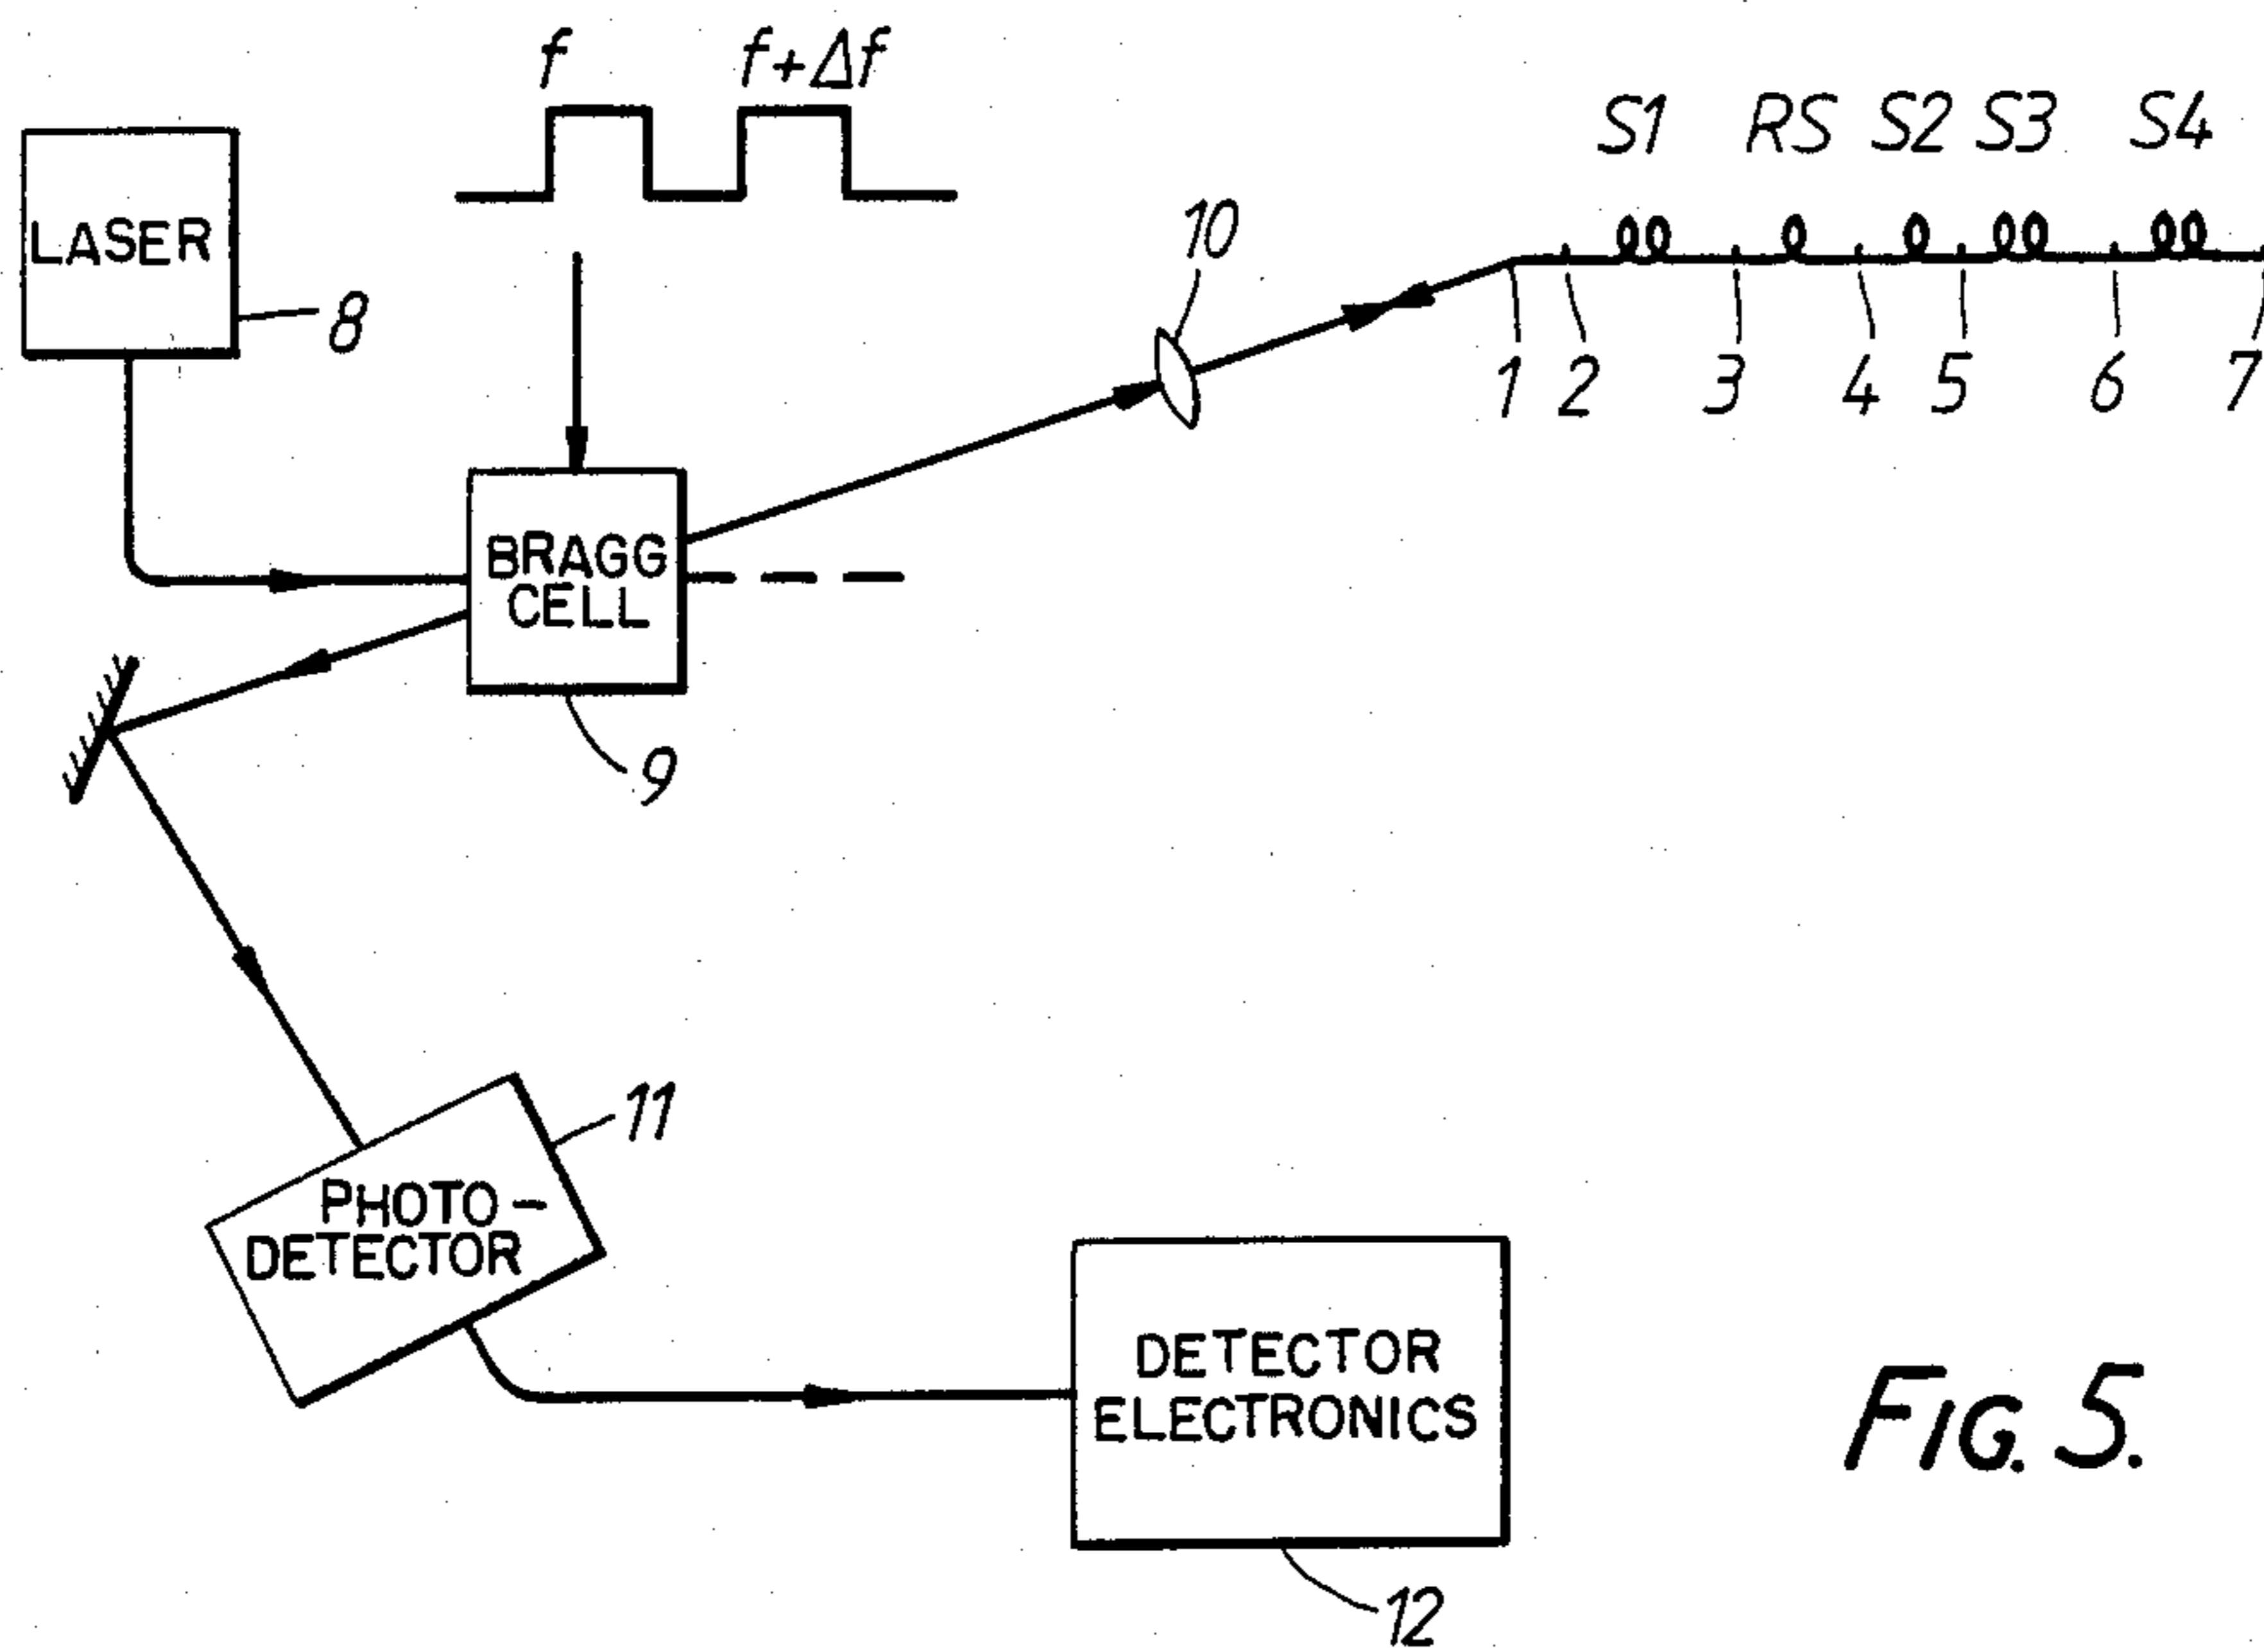 f f+Δf
S1 RS S2 S3 S4
LASER
8
10
1 2 3 4 5 6 7
BRAGG
CELL
9
11
PHOTO-
DETECTOR
DETECTOR
ELECTRONICS
12
FIG. 5.